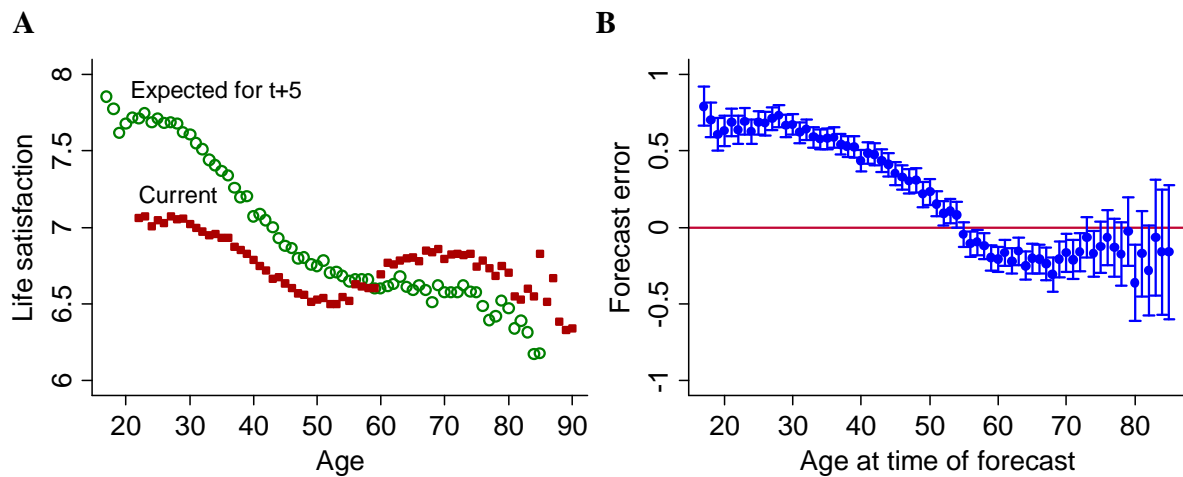 A
Life satisfaction
8
7.5
7
6.5
6
Expected for t+5
Current
20 30 40 50 60 70 80 90
Age
B
Forecast error
1
0.5
0
-0.5
-1
20 30 40 50 60 70 80
Age at time of forecast